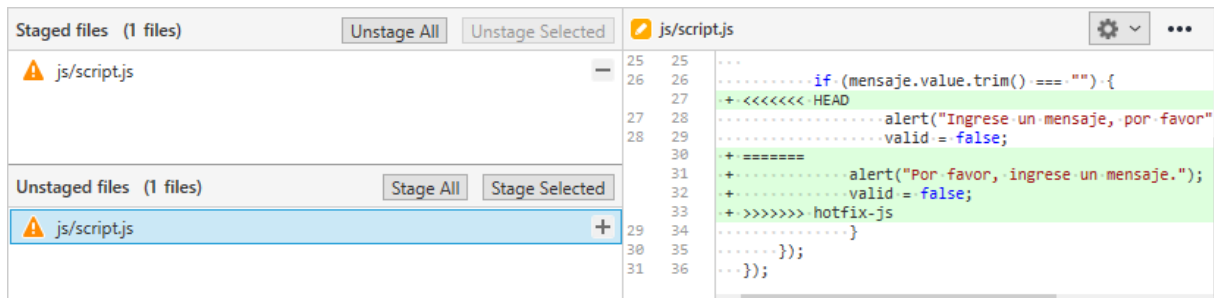 Staged files (1 files)
Unstage All
Unstage Selected
js/script.js
Unstaged files (1 files)
Stage All
Stage Selected
js/script.js
js/script.js
25 25
26 26 if (mensaje.value.trim() === "") {
27 + <<<<<<< HEAD
27 28 alert("Ingrese un mensaje, por favor"
28 29 valid = false;
30 + =======
31 + alert("Por favor, ingrese un mensaje.");
32 + valid = false;
33 + >>>>>>> hotfix-js
29 34 }
30 35 });
31 36 });